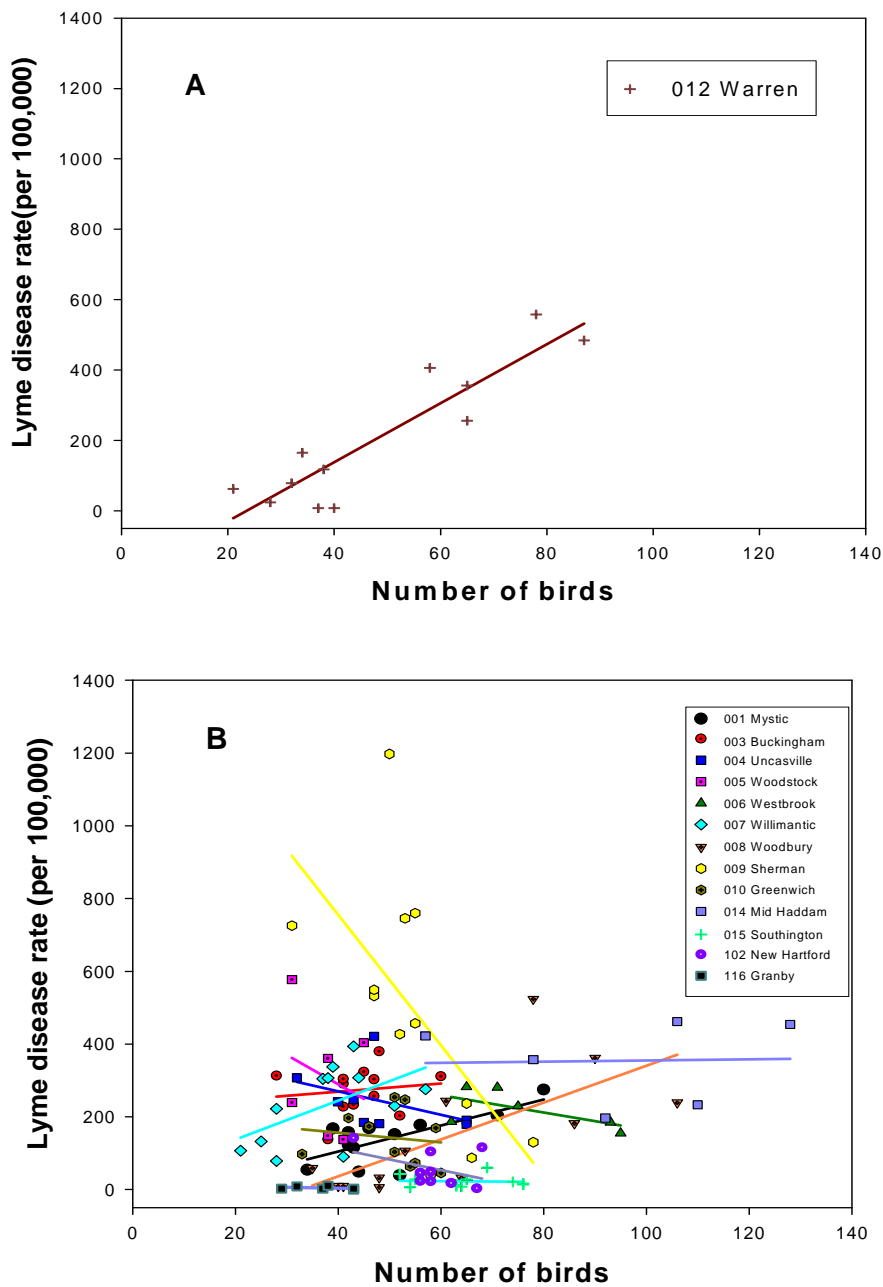 1400
1200
1000
800
600
400
200
0
Lyme disease rate(per 100,000)
A
012 Warren
0 20 40 60 80 100 120 140
Number of birds
1400
1200
1000
800
600
400
200
0
Lyme disease rate (per 100,000)
B
001 Mystic
003 Buckingham
004 Uncasville
005 Woodstock
006 Westbrook
007 Willimantic
008 Woodbury
009 Sherman
010 Greenwich
014 Mid Haddam
015 Southington
102 New Hartford
116 Granby
0 20 40 60 80 100 120 140
Number of birds